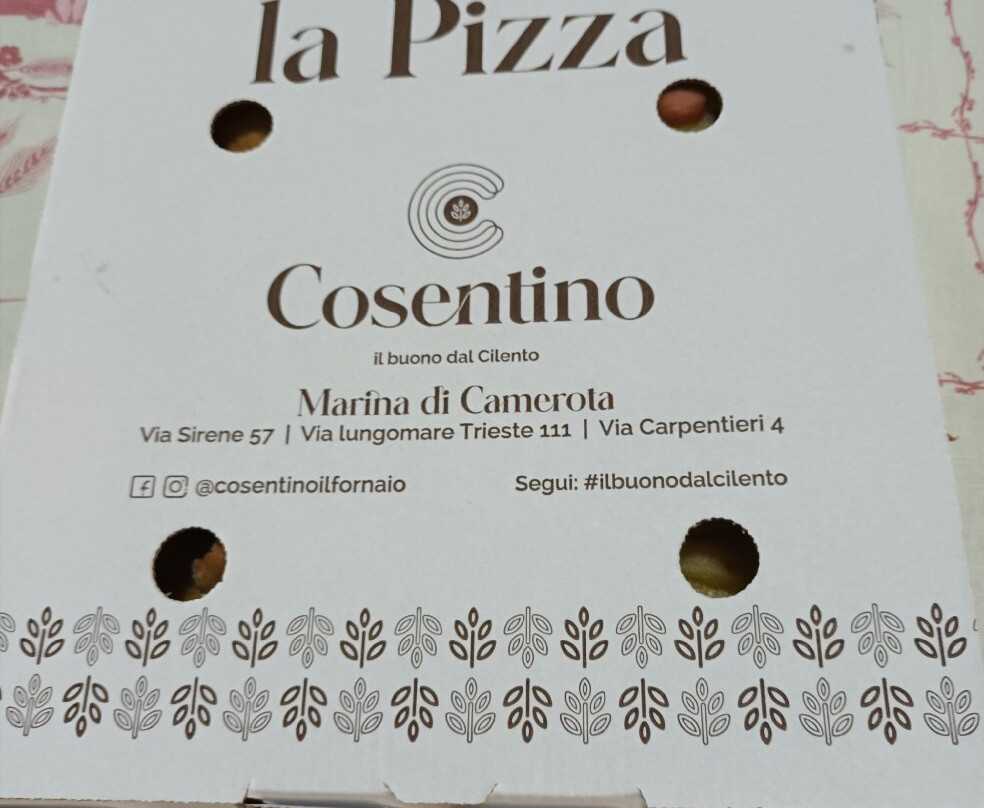 la Pizza
Cosentino
il buono dal Cilento
Marina di Camerota
Via Sirene 57 | Via lungomare Trieste 111 | Via Carpentieri 4
@cosentinoilfornaio
Segui: #ilbuonodalcilento